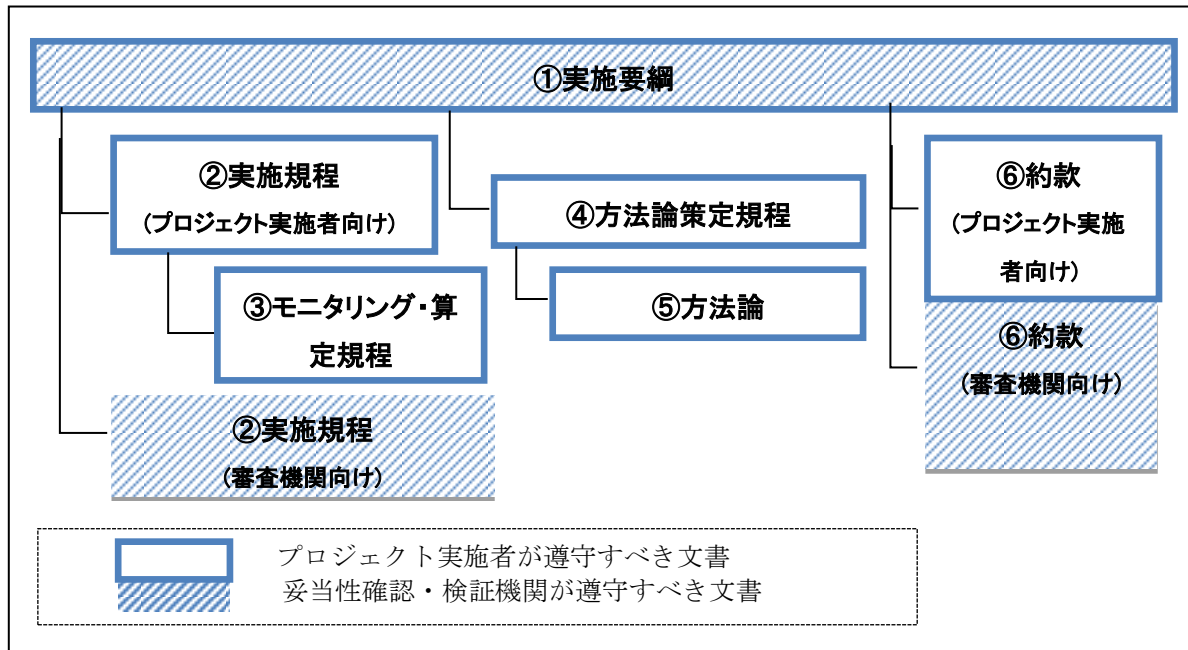 ①実施要綱
②実施規程
(プロジェクト実施者向け)
③モニタリング・算
定規程
②実施規程
(審査機関向け)
④方法論策定規程
⑤方法論
⑥約款
(プロジェクト実施
者向け)
⑥約款
(審査機関向け)
プロジェクト実施者が遵守すべき文書
妥当性確認・検証機関が遵守すべき文書